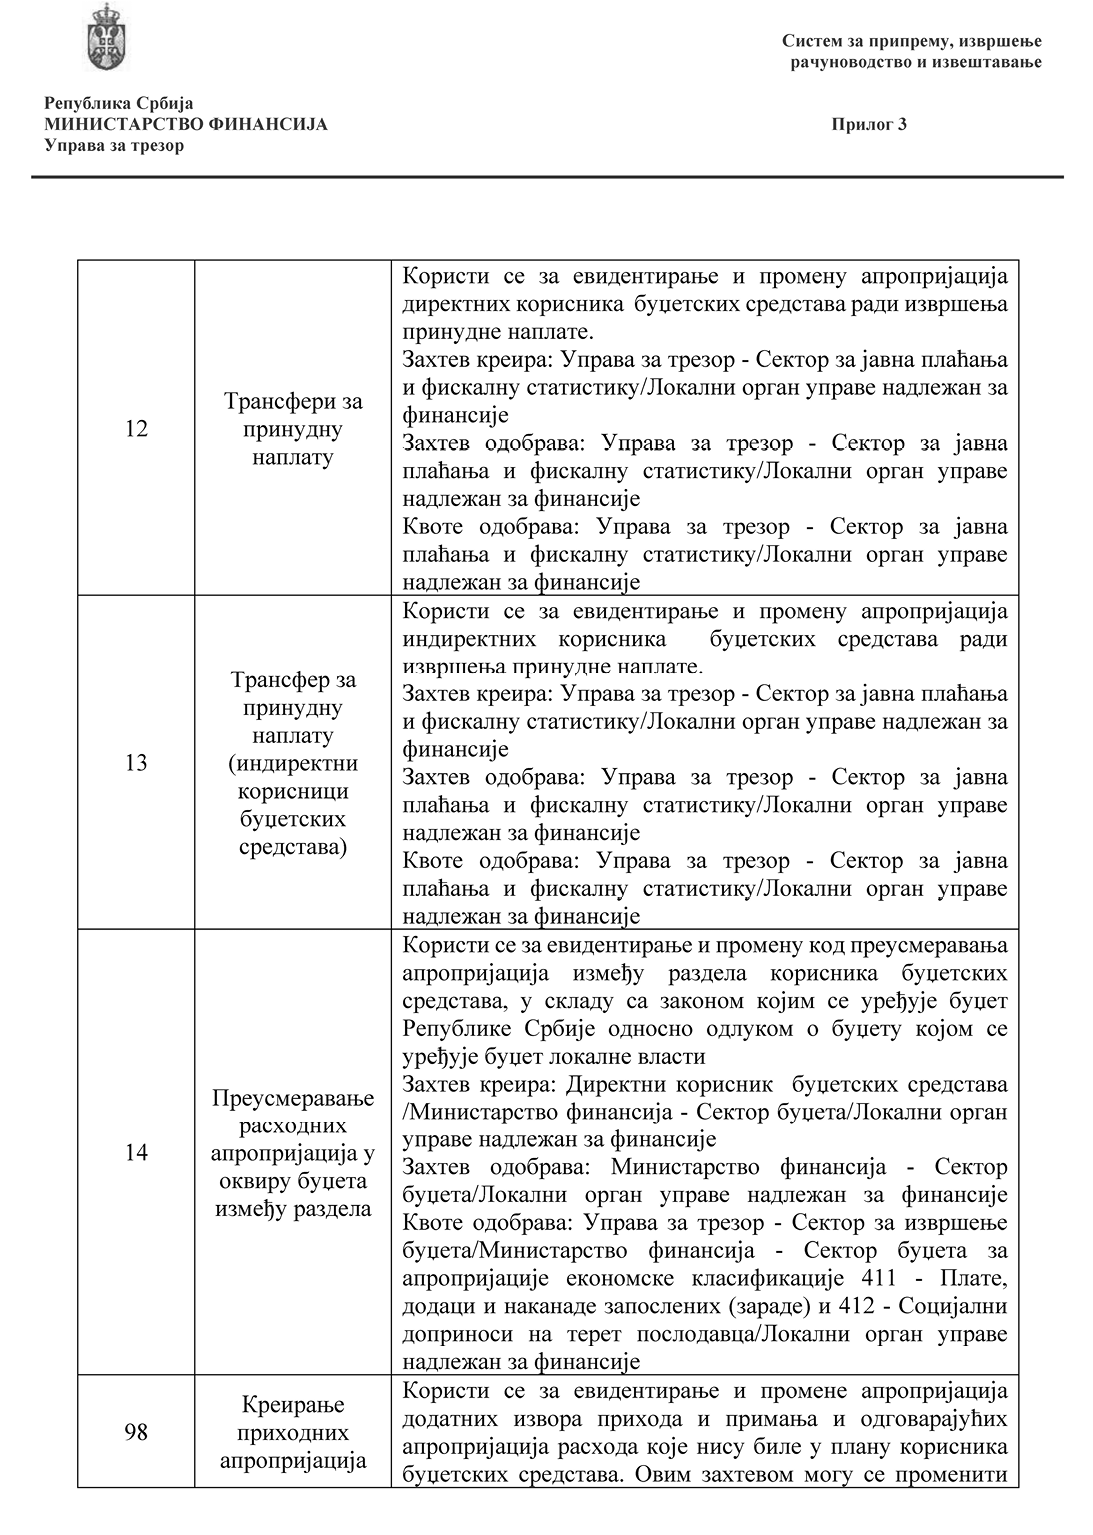 Систем за припрему, извршење
рачуноводство и извештавање
Република Србија
МИНИСТАРСТВО ФИНАНСИЈА
Прилог 3
Управа за трезор
12
Трансфери за
принудну
наплату
Користи се за евидентирање и промену апропријација
директних корисника буџетских средстава ради извршења
принудне наплате.
Захтев креира: Управа за трезор - Сектор за јавна плаћања
и фискалну статистику/Локални орган управе надлежан за
финансије
Захтев одобрава: Управа за трезор - Сектор за јавна
плаћања и фискалну статистику/Локални орган управе
надлежан за финансије
Квоте одобрава: Управа за трезор - Сектор за јавна
плаћања и фискалну статистику/Локални орган управе
надлежан за финансије
13
Трансфер за
принудну
наплату
(индиректни
корисници
буџетских
средстава)
Користи се за евидентирање и промену апропријација
индиректних корисника буџетских средстава ради
извршења принудне наплате.
Захтев креира: Управа за трезор - Сектор за јавна плаћања
и фискалну статистику/Локални орган управе надлежан за
финансије
Захтев одобрава: Управа за трезор - Сектор за јавна
плаћања и фискалну статистику/Локални орган управе
надлежан за финансије
Квоте одобрава: Управа за трезор - Сектор за јавна
плаћања и фискалну статистику/Локални орган управе
надлежан за финансије
14
Преусмеравање
расходних
апропријација у
оквиру буџета
између раздела
Користи се за евидентирање и промену код преусмеравања
апропријација између раздела корисника буџетских
средстава, у складу са законом којим се уређује буџет
Републике Србије односно одлуком о буџету којом се
уређује буџет локалне власти
Захтев креира: Директни корисник буџетских средстава
/Министарство финансија - Сектор буџета/Локални орган
управе надлежан за финансије
Захтев одобрава: Министарство финансија - Сектор
буџета/Локални орган управе надлежан за финансије
Квоте одобрава: Управа за трезор - Сектор за извршење
буџета/Министарство финансија - Сектор буџета за
апропријације економске класификације 411 - Плате,
додаци и наканаде запослених (зараде) и 412 - Социјални
доприноси на терет послодавца/Локални орган управе
надлежан за финансије
98
Креирање
приходних
апропријација
Користи се за евидентирање и промене апропријација
додатних извора прихода и примања и одговарајућих
апропријација расхода које нису биле у плану корисника
буџетских средстава. Овим захтевом могу се променити